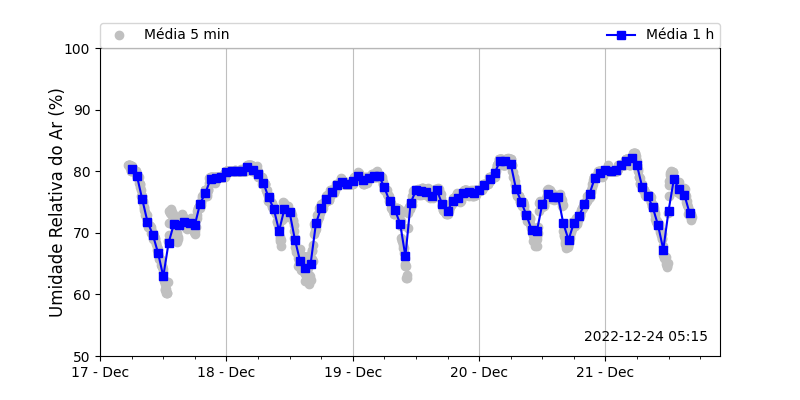 Média 5 min
Média 1 h
Umidade Relativa do Ar (%)
100
90
80
70
60
50
2022-12-24 05:15
17 - Dec
18 - Dec
19 - Dec
20 - Dec
21 - Dec